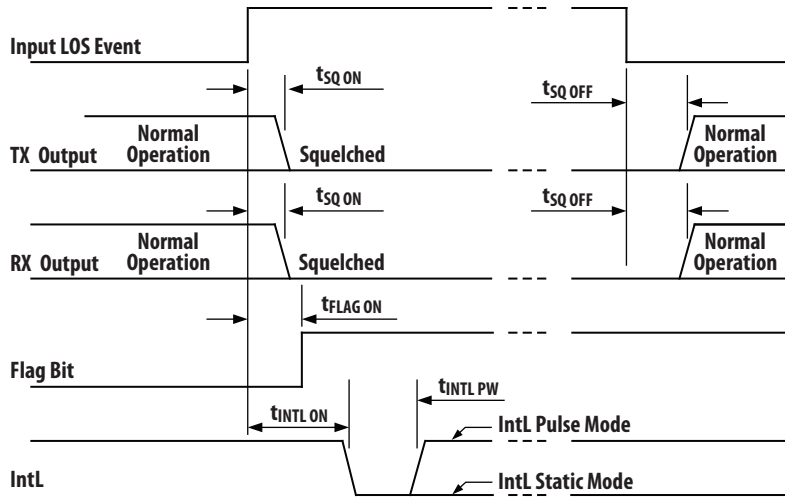 Input LOS Event
tSQ ON
tSQ OFF
TX Output
Normal
Operation
Squelched
Normal
Operation
tSQ ON
tSQ OFF
RX Output
Normal
Operation
Squelched
Normal
Operation
tFLAG ON
Flag Bit
tINTL ON
tINTL PW
IntL Pulse Mode
IntL
IntL Static Mode